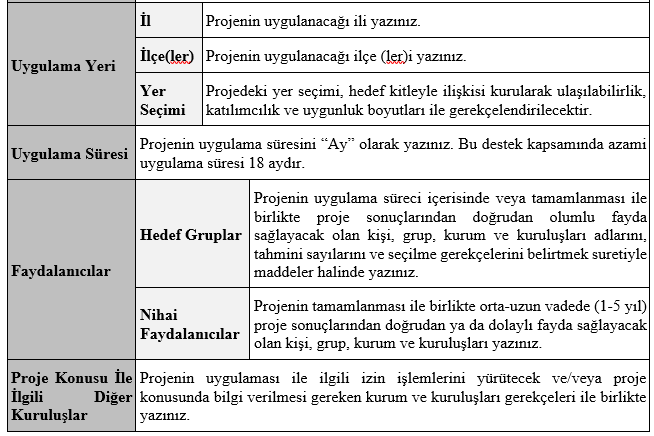 Uygulama Yeri
İl
Projenin uygulanacağı ili yazınız.
İlçe(ler)
Projenin uygulanacağı ilçe (ler)i yazınız.
Yer
Seçimi
Projedeki yer seçimi, hedef kitleyle ilişkisi kurularak ulaşılabilirlik,
katılımcılık ve uygunluk boyutları ile gerekçelendirilecektir.
Uygulama Süresi
Projenin uygulama süresini “Ay” olarak yazınız. Bu destek kapsamında azami
uygulama süresi 18 aydır.
Faydalanıcılar
Hedef Gruplar
Projenin uygulama süreci içerisinde veya tamamlanması ile
birlikte proje sonuçlarından doğrudan olumlu fayda
sağlayacak olan kişi, grup, kurum ve kuruluşları adlarını,
tahmini sayılarını ve seçilme gerekçelerini belirtmek suretiyle
maddeler halinde yazınız.
Nihai
Faydalanıcılar
Projenin tamamlanması ile birlikte orta-uzun vadede (1-5 yıl)
proje sonuçlarından doğrudan ya da dolaylı fayda sağlayacak
olan kişi, grup, kurum ve kuruluşları yazınız.
Proje Konusu İle
İlgili Diğer
Kuruluşlar
Projenin uygulaması ile ilgili izin işlemlerini yürütecek ve/veya proje
konusunda bilgi verilmesi gereken kurum ve kuruluşları gerekçeleri ile birlikte
yazınız.